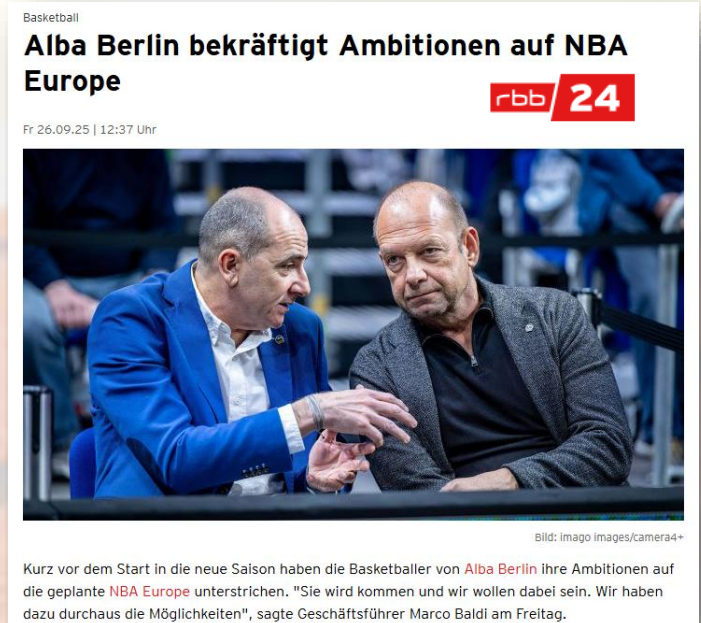 Basketball
Alba Berlin bekräftigt Ambitionen auf NBA
Europe
rbb 24
Fr 26.09.25 | 12:37 Uhr
Bild: imago images/camera4+
Kurz vor dem Start in die neue Saison haben die Basketballer von Alba Berlin ihre Ambitionen auf
die geplante NBA Europe unterstrichen. "Sie wird kommen und wir wollen dabei sein. Wir haben
dazu durchaus die Möglichkeiten", sagte Geschäftsführer Marco Baldi am Freitag.